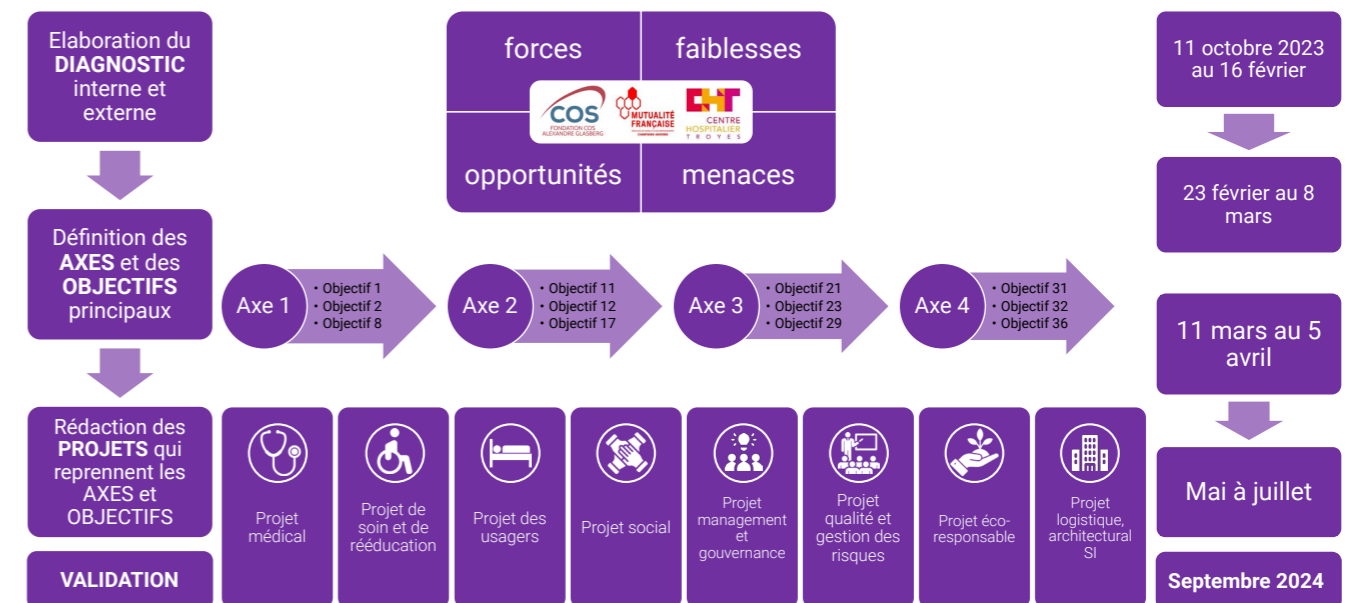 Elaboration du
DIAGNOSTIC
interne et
externe
forces
faiblesses
opportunités
menaces
COS
FONDATION COS
ALEXANDRE GLASBERG
MUTUALITÉ
FRANÇAISE
CHT
CENTRE
HOSPITALIER
TROYES
11 octobre 2023
au 16 février
23 février au 8
mars
Définition des
AXES et des
OBJECTIFS
principaux
Axe 1
• Objectif 1
• Objectif 2
• Objectif 8
Axe 2
• Objectif 11
• Objectif 12
• Objectif 17
Axe 3
• Objectif 21
• Objectif 23
• Objectif 29
Axe 4
• Objectif 31
• Objectif 32
• Objectif 36
11 mars au 5
avril
Rédaction des
PROJETS qui
reprennent les
AXES et
OBJECTIFS
Projet
médical
Projet de
soin et de
rééducation
Projet des
usagers
Projet social
Projet
management
et
gouvernance
Projet
qualité et
gestion des
risques
Projet éco-
responsable
Projet
logistique,
architectural
SI
Mai à juillet
VALIDATION
Septembre 2024